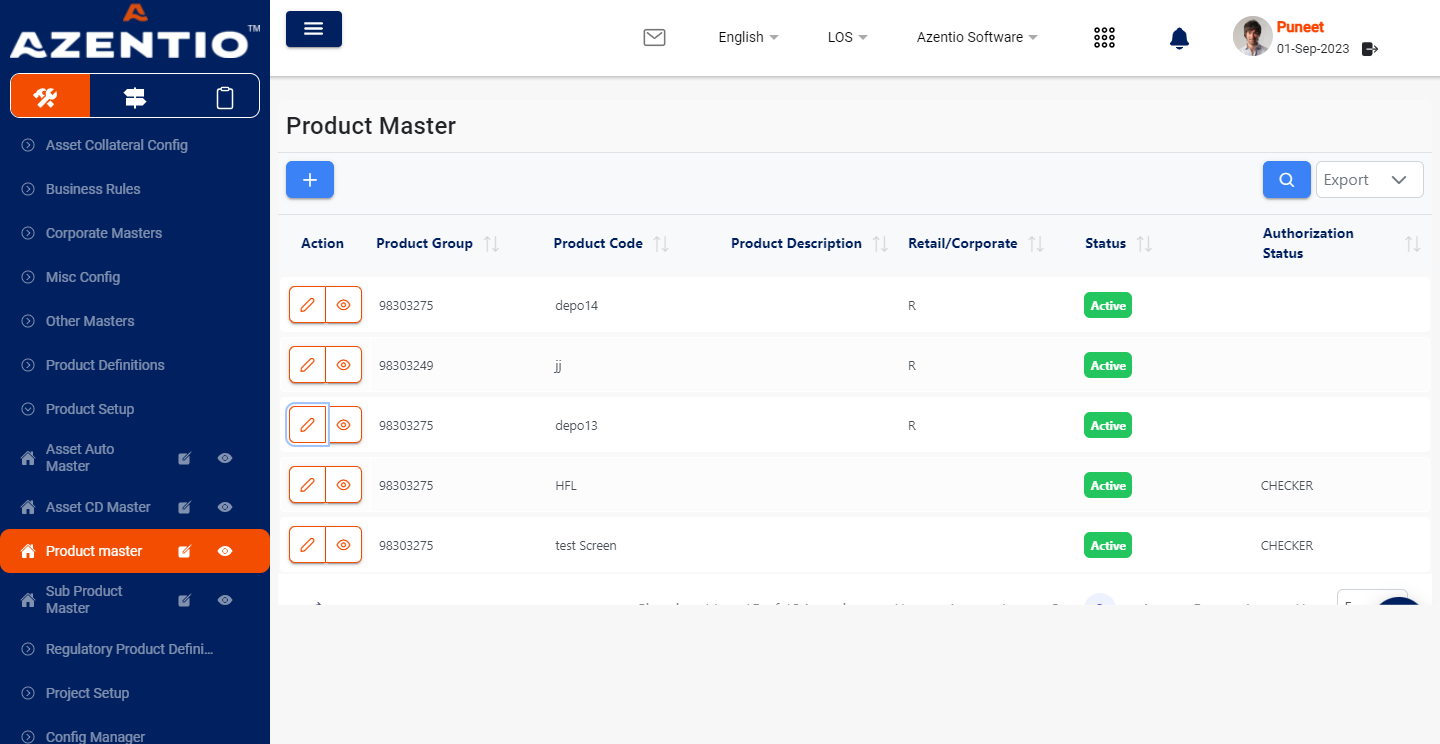 AZENTIO™
English
LOS
Azentio Software
Puneet
01-Sep-2023
Asset Collateral Config
Business Rules
Corporate Masters
Misc Config
Other Masters
Product Definitions
Product Setup
Asset Auto
Master
Asset CD Master
Product master
Sub Product
Master
Regulatory Product Defini...
Project Setup
Config Manager
Product Master
Export
Action
Product Group
Product Code
Product Description
Retail/Corporate
Status
Authorization
Status
98303275 depo14 R Active
98303249 jj R Active
98303275 depo13 R Active
98303275 HFL Active CHECKER
98303275 test Screen Active CHECKER